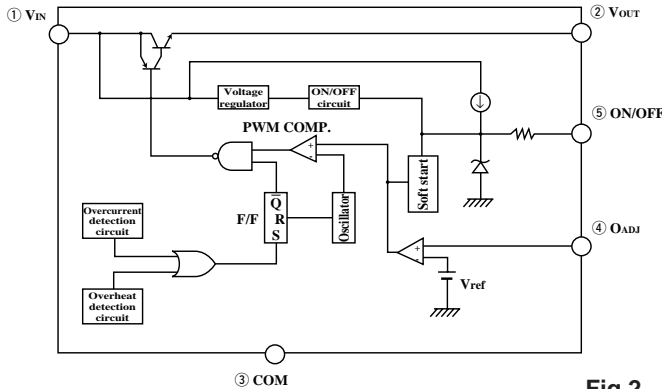 ① VIN
② VOUT
Voltage
regulator
ON/OFF
circuit
⑤ ON/OFF
PWM COMP.
+
-
Soft start
Q
R
S
F/F
Oscillator
Overcurrent
detection
circuit
④ OADJ
+
-
Vref
Overheat
detection
circuit
③ COM
Fig.2